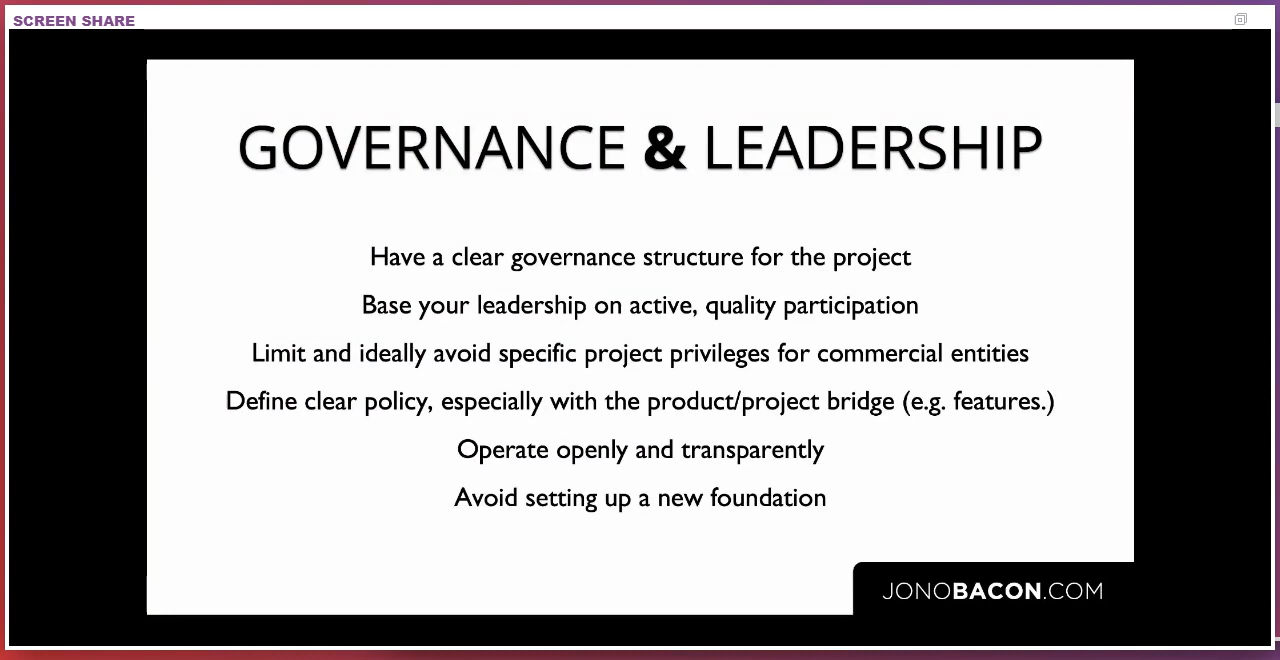 SCREEN SHARE
GOVERNANCE & LEADERSHIP
Have a clear governance structure for the project
Base your leadership on active, quality participation
Limit and ideally avoid specific project privileges for commercial entities
Define clear policy, especially with the product/project bridge (e.g. features.)
Operate openly and transparently
Avoid setting up a new foundation
JONOBACON.COM